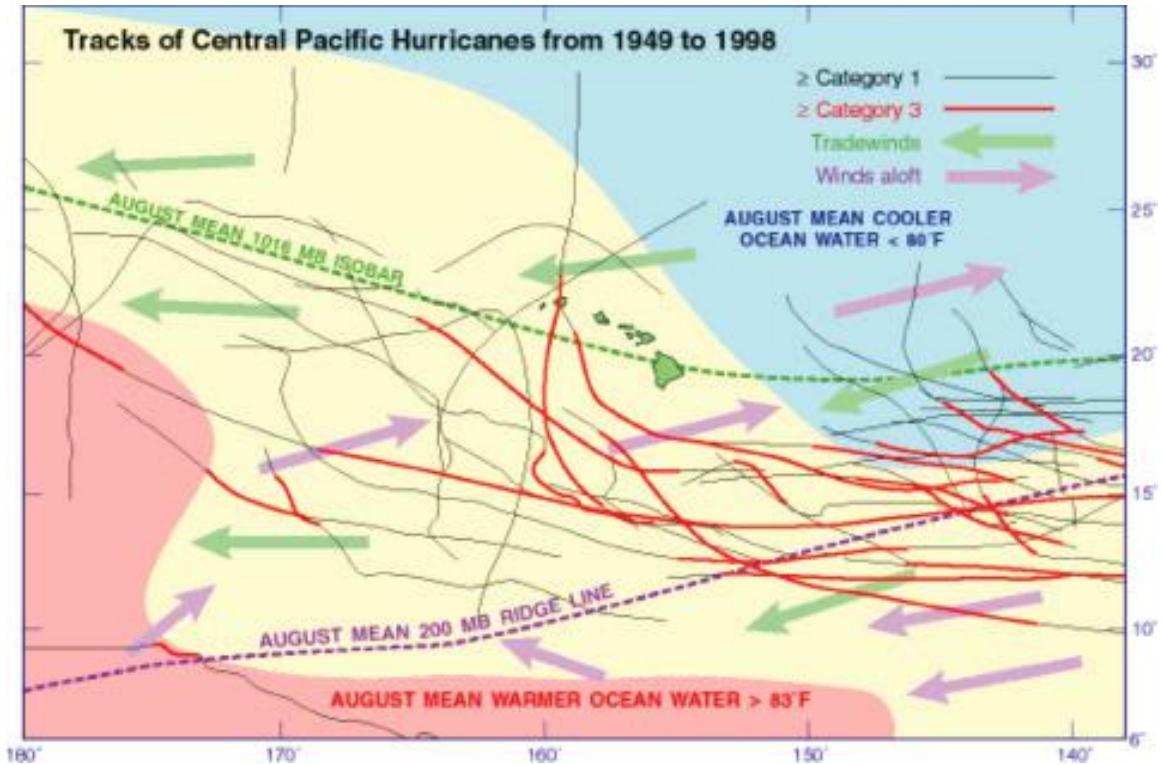 Tracks of Central Pacific Hurricanes from 1949 to 1998
≥ Category 1
≥ Category 3
Tradewinds
Winds aloft
AUGUST MEAN COOLER
OCEAN WATER < 80°F
AUGUST MEAN 1016 MB ISOBAR
AUGUST MEAN 200 MB RIDGE LINE
AUGUST MEAN WARMER OCEAN WATER > 83°F
30°
25°
20°
15°
10°
6°
180°
170°
160°
150°
140°